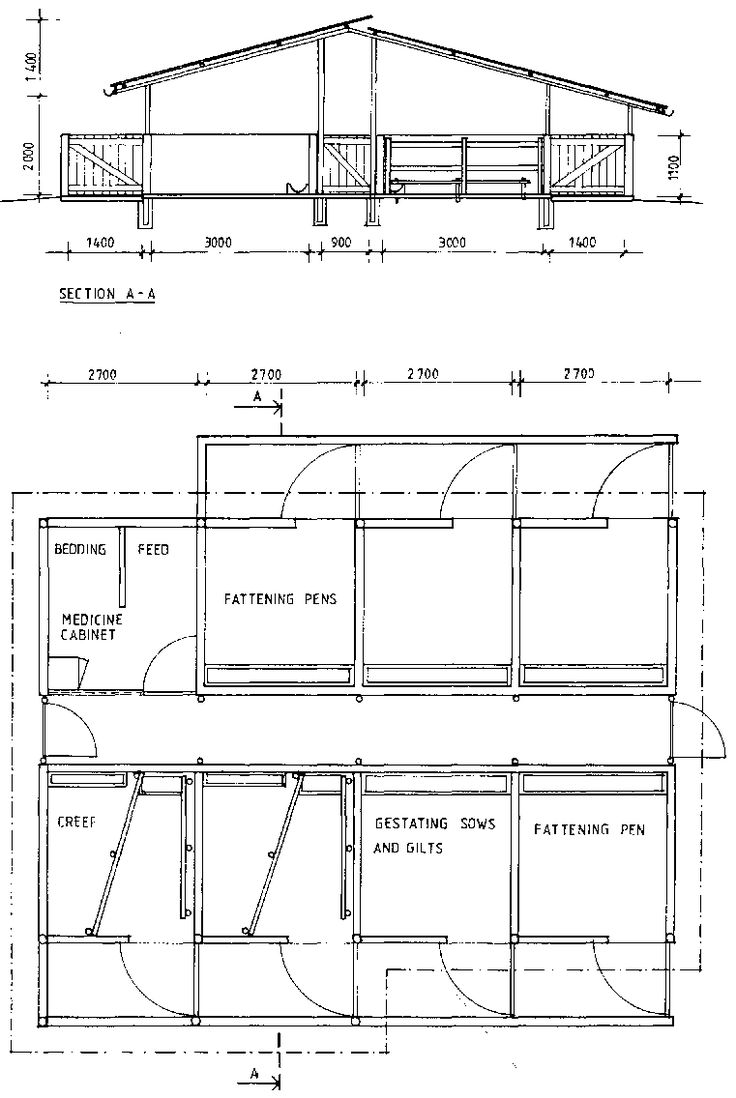 1400
2000
1100
1400 3000 900 3000 1400
SECTION A-A
2700 2700 2700 2700
A
BEDDING FEED
FATTENING PENS
MEDICINE
CABINET
CREEP
GESTATING SOWS
AND GILTS
FATTENING PEN
A